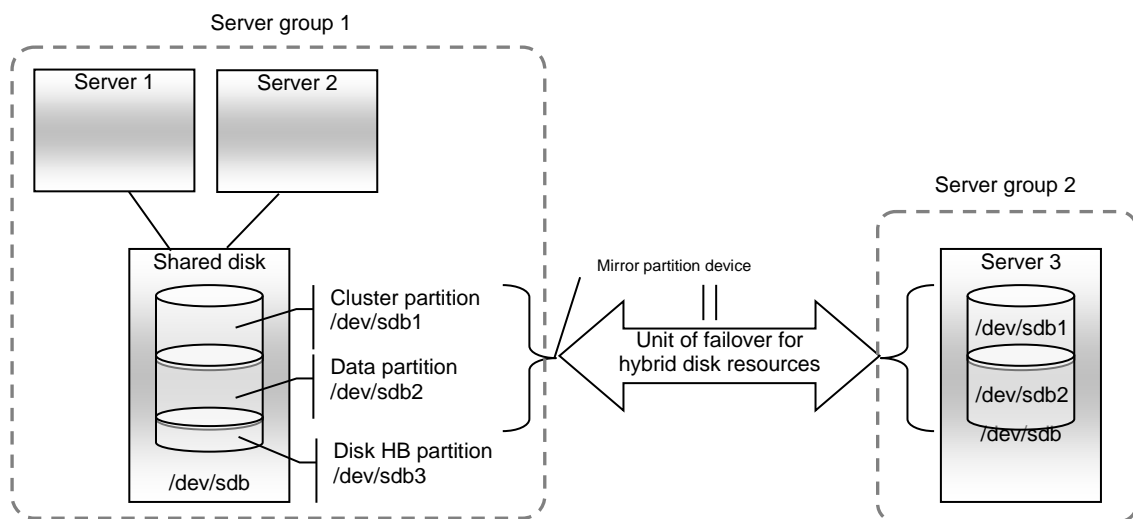 Server group 1
Server 1
Server 2
Shared disk
Cluster partition
/dev/sdb1
Data partition
/dev/sdb2
Disk HB partition
/dev/sdb3
/dev/sdb
Mirror partition device
Unit of failover for
hybrid disk resources
Server group 2
Server 3
/dev/sdb1
/dev/sdb2
/dev/sdb